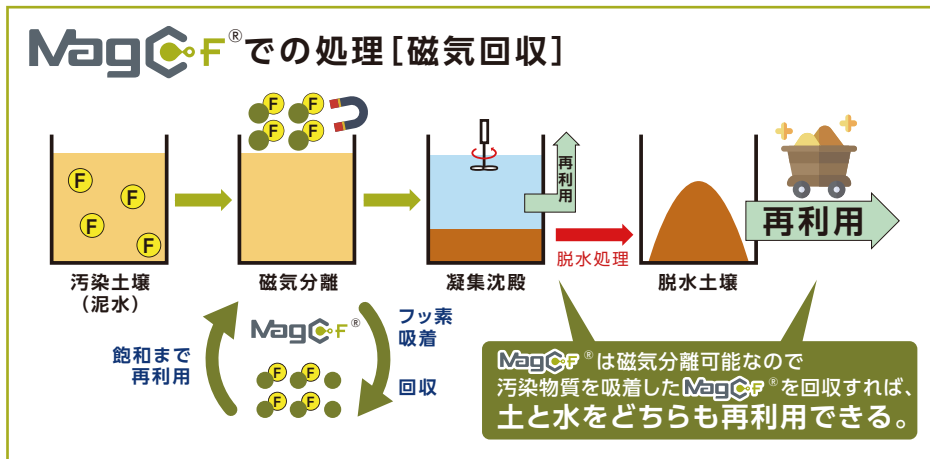 MagC-F®での処理[磁気回収]
F F F F
F F F F
再利用
再利用
脱水処理
汚染土壌
(泥水)
磁気分離
凝集沈殿
脱水土壌
MagC-F®
フッ素
吸着
飽和まで
再利用
回収
F F
F F
MagC-F®は磁気分離可能なので
汚染物質を吸着したMagC-F®を回収すれば、
土と水をどちらも再利用できる。